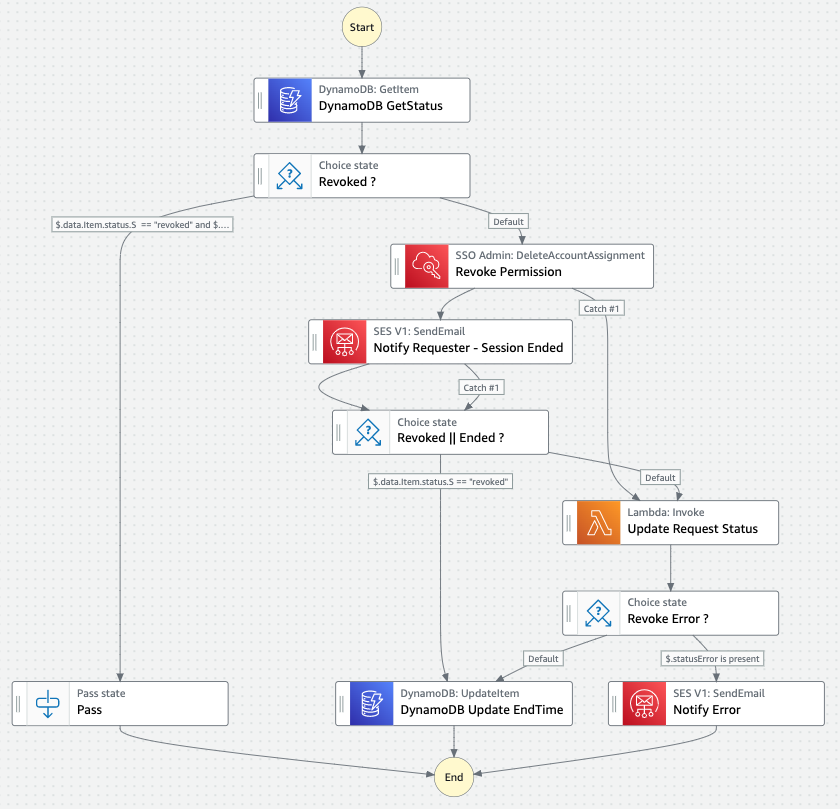 Start
DynamoDB: GetItem
DynamoDB GetStatus
Choice state
Revoked ?
$.data.Item.status.S == "revoked" and $....
Default
SSO Admin: DeleteAccountAssignment
Revoke Permission
Catch #1
SES V1: SendEmail
Notify Requester - Session Ended
Catch #1
Choice state
Revoked || Ended ?
$.data.Item.status.S == "revoked"
Default
Lambda: Invoke
Update Request Status
Choice state
Revoke Error ?
Default
$.statusError is present
Pass state
Pass
DynamoDB: UpdateItem
DynamoDB Update EndTime
SES V1: SendEmail
Notify Error
End